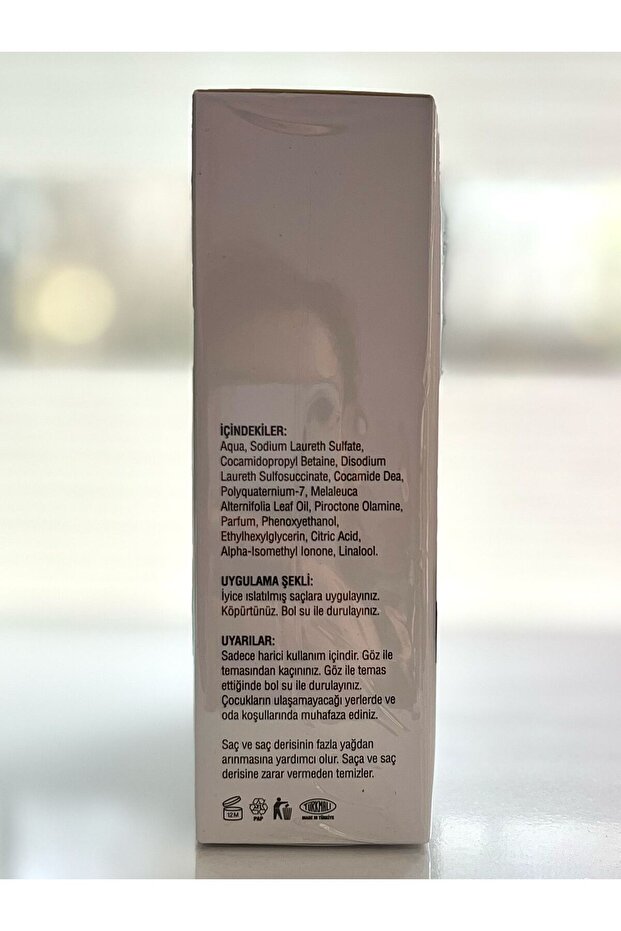 İÇİNDEKİLER:
Aqua, Sodium Laureth Sulfate,
Cocamidopropyl Betaine, Disodium
Laureth Sulfosuccinate, Cocamide Dea,
Polyquaternium-7, Melaleuca
Alternifolia Leaf Oil, Piroctone Olamine,
Parfum, Phenoxyethanol,
Ethylhexylglycerin, Citric Acid,
Alpha-Isomethyl Ionone, Linalool.
UYGULAMA ŞEKLİ:
İyice ıslatılmış saçlara uygulayınız.
Köpürtünüz. Bol su ile durulayınız.
UYARILAR:
Sadece harici kullanım içindir. Göz ile
temasından kaçınınız. Göz ile temas
ettiğinde bol su ile durulayınız.
Çocukların ulaşamayacağı yerlerde ve
oda koşullarında muhafaza ediniz.
Saç ve saç derisinin fazla yağdan
arınmasına yardımcı olur. Saça ve saç
derisine zarar vermeden temizler.
12M
PAP
TÜRKMALI
MADE IN TÜRKİYE